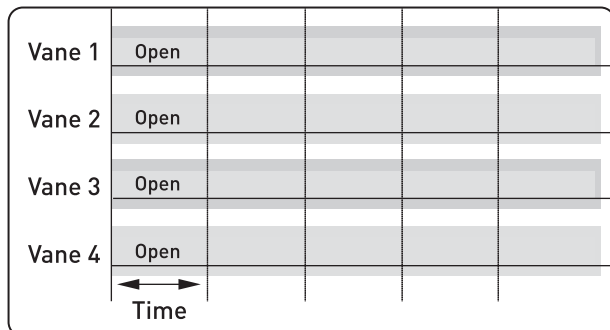 Vane 1 Open
Vane 2 Open
Vane 3 Open
Vane 4 Open
Time